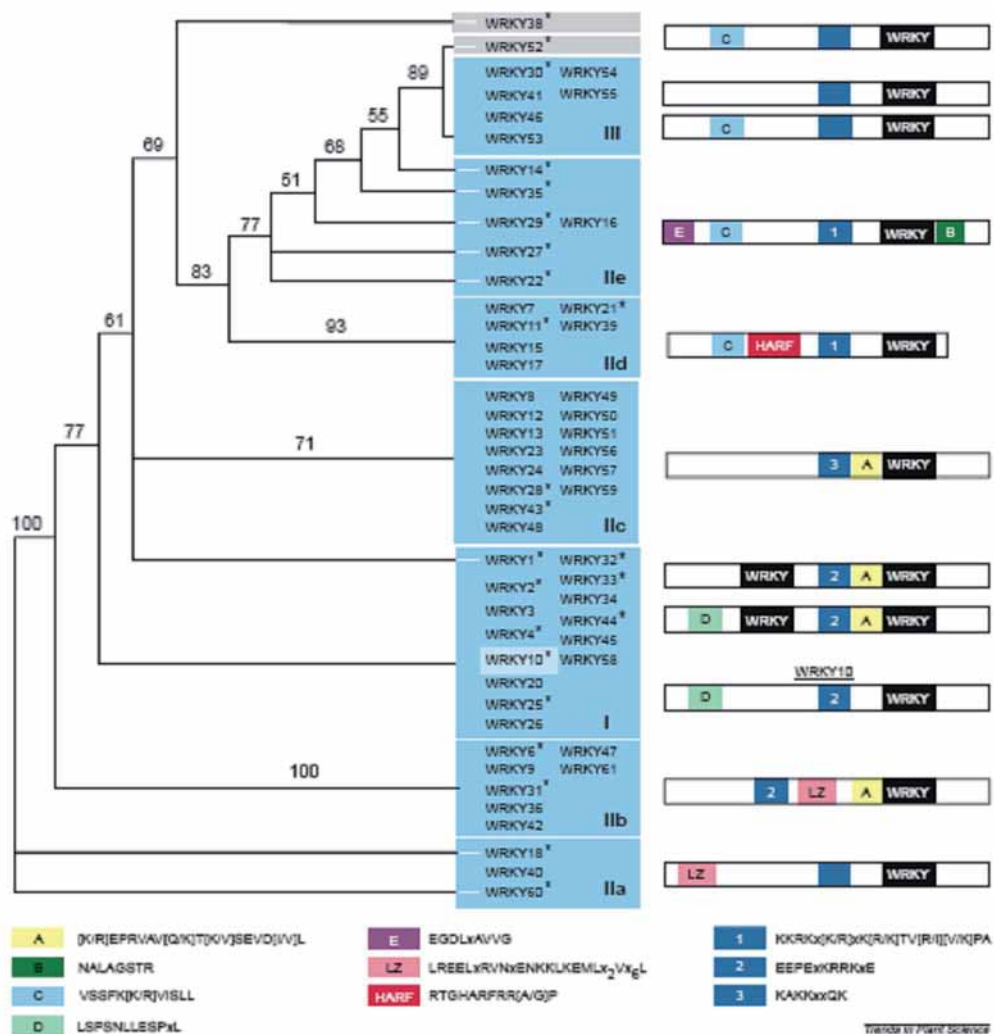 WRKY38*
WRKY52*
C WRKY
89
WRKY30* WRKY54
WRKY41 WRKY55
WRKY46
WRKY53 III
WRKY
C WRKY
55
69
68
WRKY14*
WRKY35*
51
WRKY29* WRKY16
E C 1 WRKY B
77
WRKY27*
WRKY22* IIe
83
WRKY7 WRKY21*
WRKY11* WRKY39
WRKY15
WRKY17 IId
93
C HARF 1 WRKY
61
WRKY8 WRKY49
WRKY12 WRKY50
WRKY13 WRKY51
WRKY23 WRKY56
WRKY24 WRKY57
WRKY28* WRKY59
WRKY43*
WRKY48 IIc
71
3 A WRKY
77
100
WRKY1* WRKY32*
WRKY2* WRKY33*
WRKY3 WRKY34
WRKY4* WRKY44*
WRKY45
WRKY10* WRKY58
WRKY20
WRKY25*
WRKY26 I
WRKY 2 A WRKY
D WRKY 2 A WRKY
WRKY10
D 2 WRKY
WRKY6* WRKY47
WRKY9 WRKY61
WRKY31*
WRKY36
WRKY42 IIb
100
2 LZ A WRKY
WRKY18*
WRKY40
WRKY60* IIa
LZ WRKY
A [K/R]EPRVAV[Q/K]T[K/V]SEVD[I/V]L
B NALAGSTR
C VSSFK[K/R]VISLL
D LSPSNLLESPxL
E EGDLxAVVG
LZ LREELxRVNxENKKLKEMLx2Vx6L
HARF RTGHARFRR[A/G]P
1 KKRKx[K/R]xK[R/K]TV[R/I][V/K]PA
2 EEPExKRRKxE
3 KAKKxxQK
Trends in Plant Science